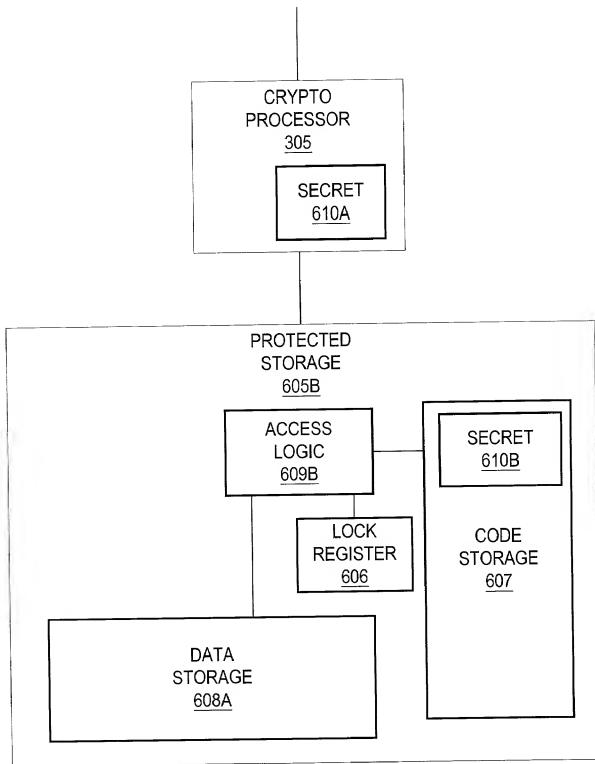 CRYPTO
PROCESSOR
305
SECRET
610A
PROTECTED
STORAGE
605B
ACCESS
LOGIC
609B
SECRET
610B
LOCK
REGISTER
606
CODE
STORAGE
607
DATA
STORAGE
608A